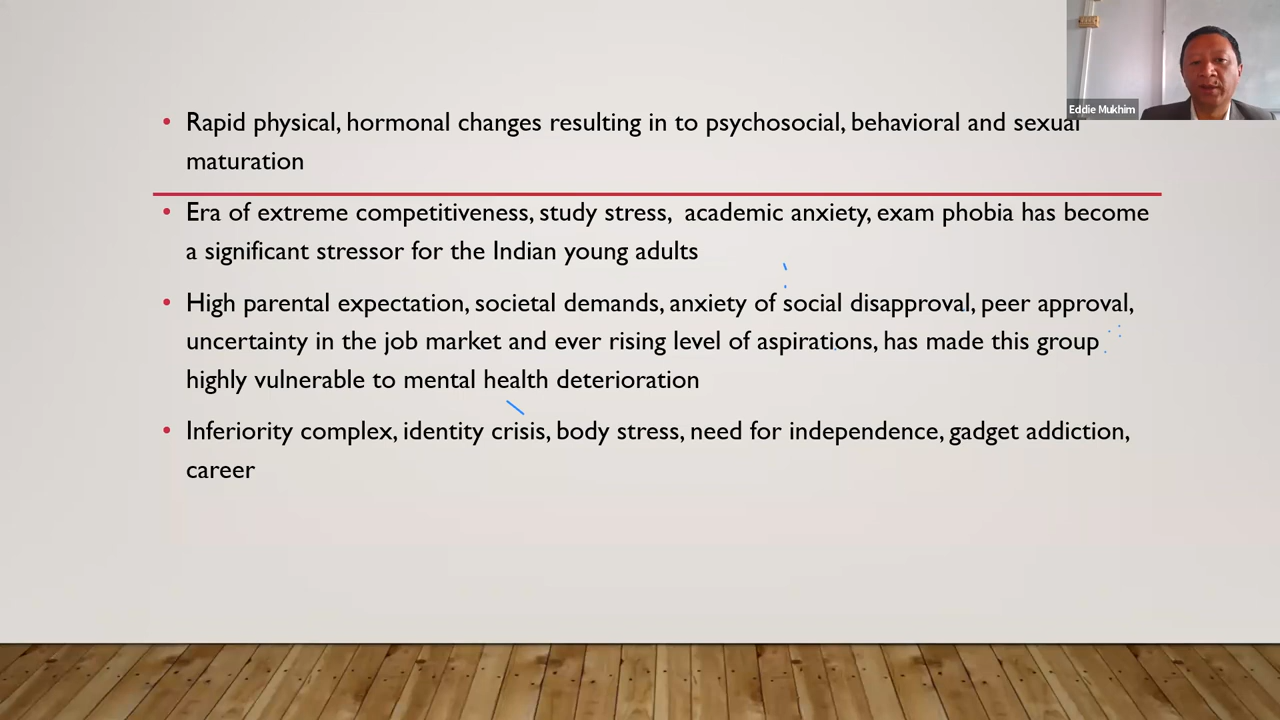 Eddie Mukhim
• Rapid physical, hormonal changes resulting in to psychosocial, behavioral and sexual
maturation
• Era of extreme competitiveness, study stress,  academic anxiety, exam phobia has become
a significant stressor for the Indian young adults
• High parental expectation, societal demands, anxiety of social disapproval, peer approval,
uncertainty in the job market and ever rising level of aspirations, has made this group
highly vulnerable to mental health deterioration
• Inferiority complex, identity crisis, body stress, need for independence, gadget addiction,
career